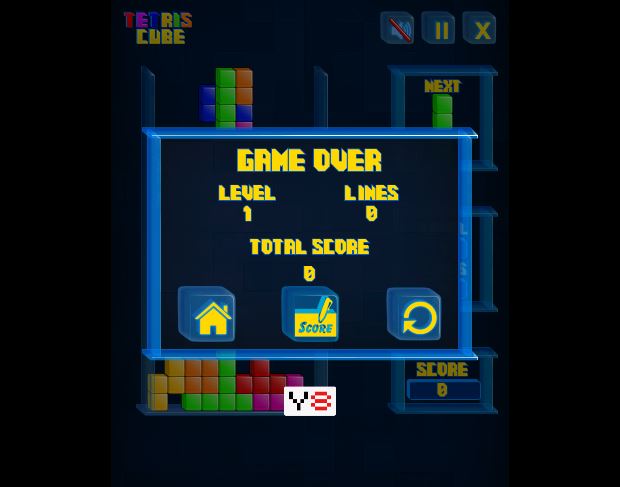 TETRIS
CUBE
X
NEXT
GAME OVER
LEVEL LINES
1 0
TOTAL SCORE
0
SCORE
SCORE
0
Y8